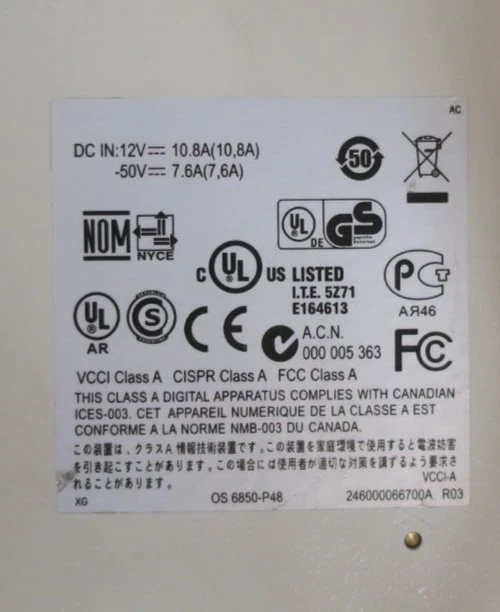 AC
DC IN:12V⎓ 10.8A(10,8A)
-50V⎓ 7.6A(7,6A)
50
NOM
NYCE
UL
DE
GS
C UL US LISTED
I.T.E. 5Z71
E164613
PCT
АЯ46
UL
AR
S
CE
A.C.N.
000 005 363
FC
VCCI Class A CISPR Class A FCC Class A
THIS CLASS A DIGITAL APPARATUS COMPLIES WITH CANADIAN
ICES-003. CET APPAREIL NUMERIQUE DE LA CLASSE A EST
CONFORME A LA NORME NMB-003 DU CANADA.
この装置は、クラスA 情報技術装置です。この装置を家庭環境で使用すると電波妨害
を引き起こすことがあります。この場合には使用者が適切な対策を講ずるよう要求さ
れることがあります。
VCCI-A
XG
OS 6850-P48
246000066700A R03